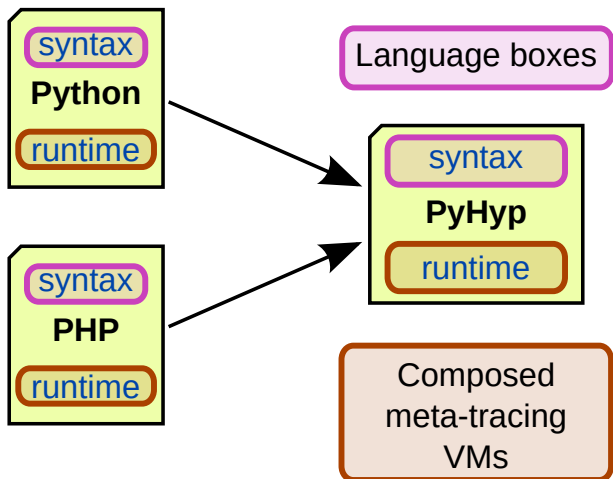 syntax
Python
runtime
syntax
PHP
runtime
Language boxes
syntax
PyHyp
runtime
Composed
meta-tracing
VMs